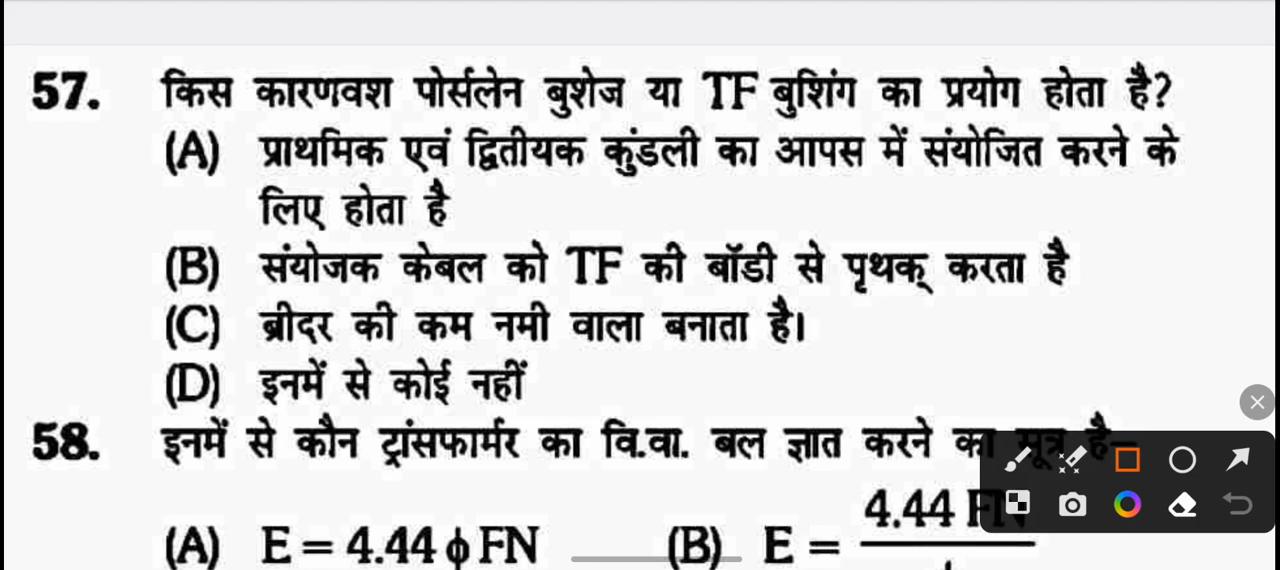 57. किस कारणवश पोर्सलेन बुशेज या TF बुशिंग का प्रयोग होता है?
(A) प्राथमिक एवं द्वितीयक कुंडली का आपस में संयोजित करने के
लिए होता है
(B) संयोजक केबल को TF की बॉडी से पृथक् करता है
(C) ब्रीदर की कम नमी वाला बनाता है।
(D) इनमें से कोई नहीं
58. इनमें से कौन ट्रांसफार्मर का वि.वा. बल ज्ञात करने का सूत्र है–
(A) E = 4.44 ϕ FN (B) E = 4.44 FN